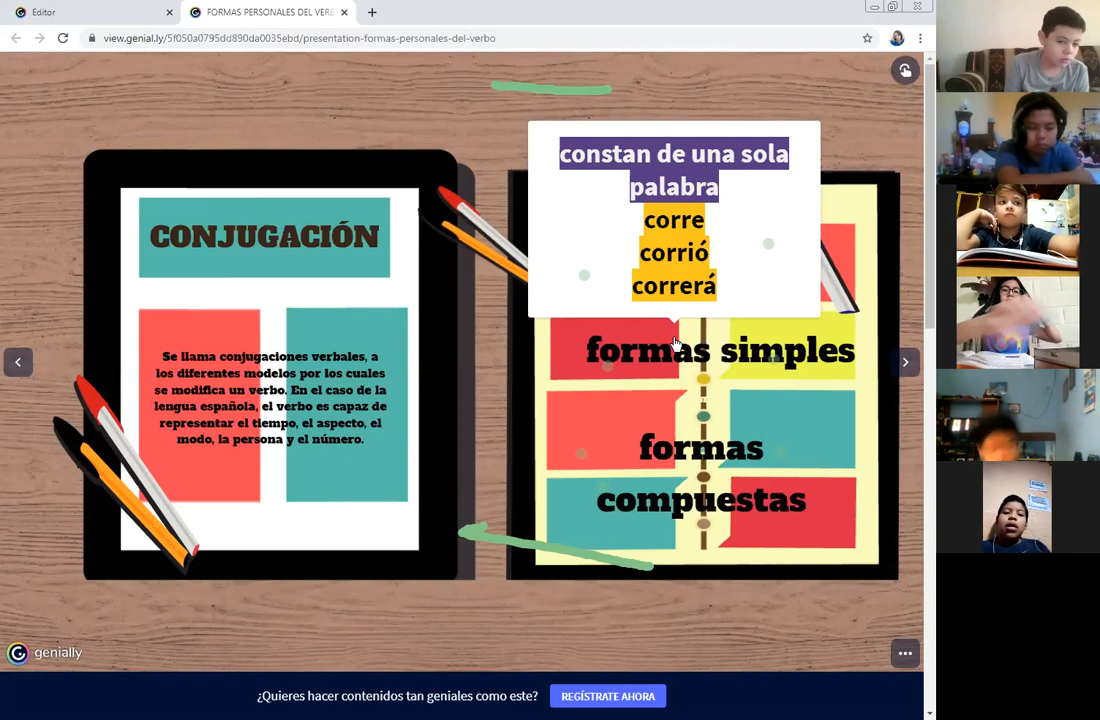 Editor
FORMAS PERSONALES DEL VERB
view.genial.ly/5f050a0795dd890da0035ebd/presentation-formas-personales-del-verbo
CONJUGACIÓN
Se llama conjugaciones verbales, a
los diferentes modelos por los cuales
se modifica un verbo. En el caso de la
lengua española, el verbo es capaz de
representar el tiempo, el aspecto, el
modo, la persona y el número.
constan de una sola
palabra
corre
corrió
correrá
formas simples
formas
compuestas
genially
¿Quieres hacer contenidos tan geniales como este?
REGÍSTRATE AHORA